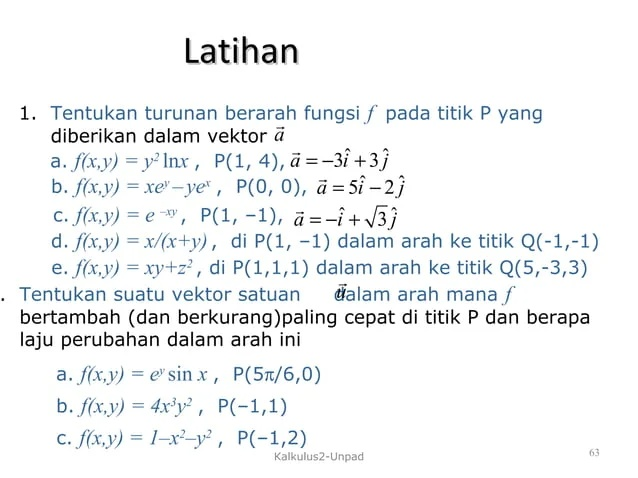 Latihan
1. Tentukan turunan berarah fungsi f pada titik P yang
diberikan dalam vektor a⃗
a. f(x,y) = y² lnx , P(1, 4), a⃗ = −3î + 3ĵ
b. f(x,y) = xeʸ – yeˣ , P(0, 0), a⃗ = 5î − 2ĵ
c. f(x,y) = e ⁻ˣʸ , P(1, –1), a⃗ = −î + √3ĵ
d. f(x,y) = x/(x+y) , di P(1, –1) dalam arah ke titik Q(-1,-1)
e. f(x,y) = xy+z² , di P(1,1,1) dalam arah ke titik Q(5,-3,3)
. Tentukan suatu vektor satuan u⃗ dalam arah mana f
bertambah (dan berkurang)paling cepat di titik P dan berapa
laju perubahan dalam arah ini
a. f(x,y) = eʸ sin x , P(5π/6,0)
b. f(x,y) = 4x³y² , P(–1,1)
c. f(x,y) = 1–x²–y² , P(–1,2)
Kalkulus2-Unpad
63